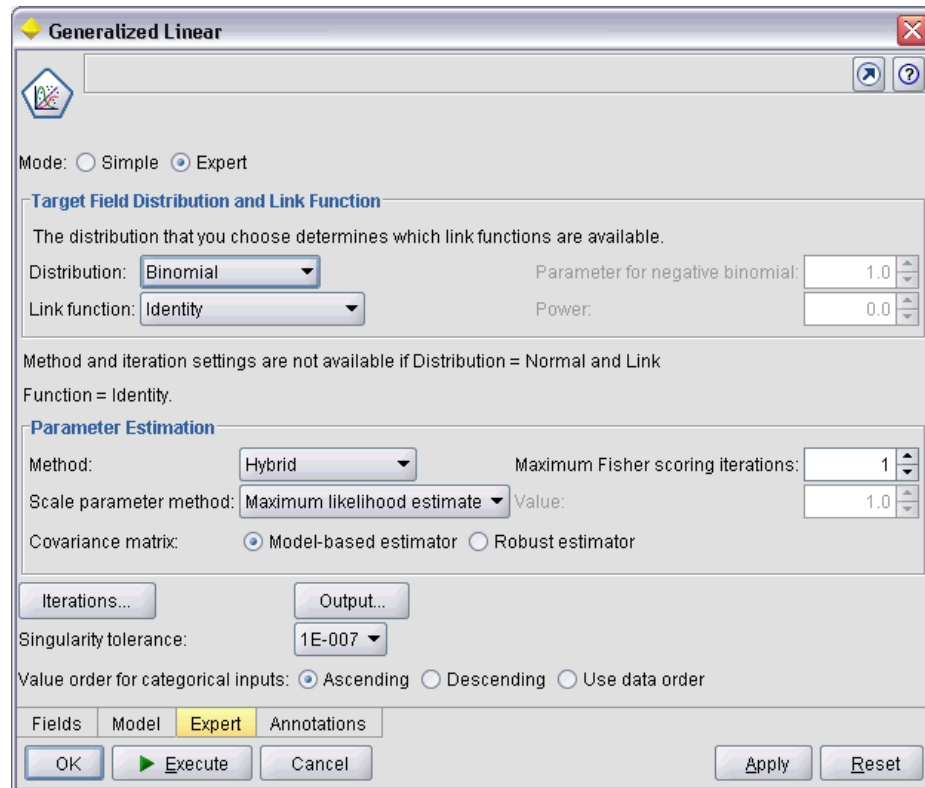 Generalized Linear
Mode: Simple Expert
Target Field Distribution and Link Function
The distribution that you choose determines which link functions are available.
Distribution: Binomial Parameter for negative binomial: 1.0
Link function: Identity Power: 0.0
Method and iteration settings are not available if Distribution = Normal and Link
Function = Identity.
Parameter Estimation
Method: Hybrid Maximum Fisher scoring iterations: 1
Scale parameter method: Maximum likelihood estimate Value: 1.0
Covariance matrix: Model-based estimator Robust estimator
Iterations... Output...
Singularity tolerance: 1E-007
Value order for categorical inputs: Ascending Descending Use data order
Fields Model Expert Annotations
OK Execute Cancel Apply Reset